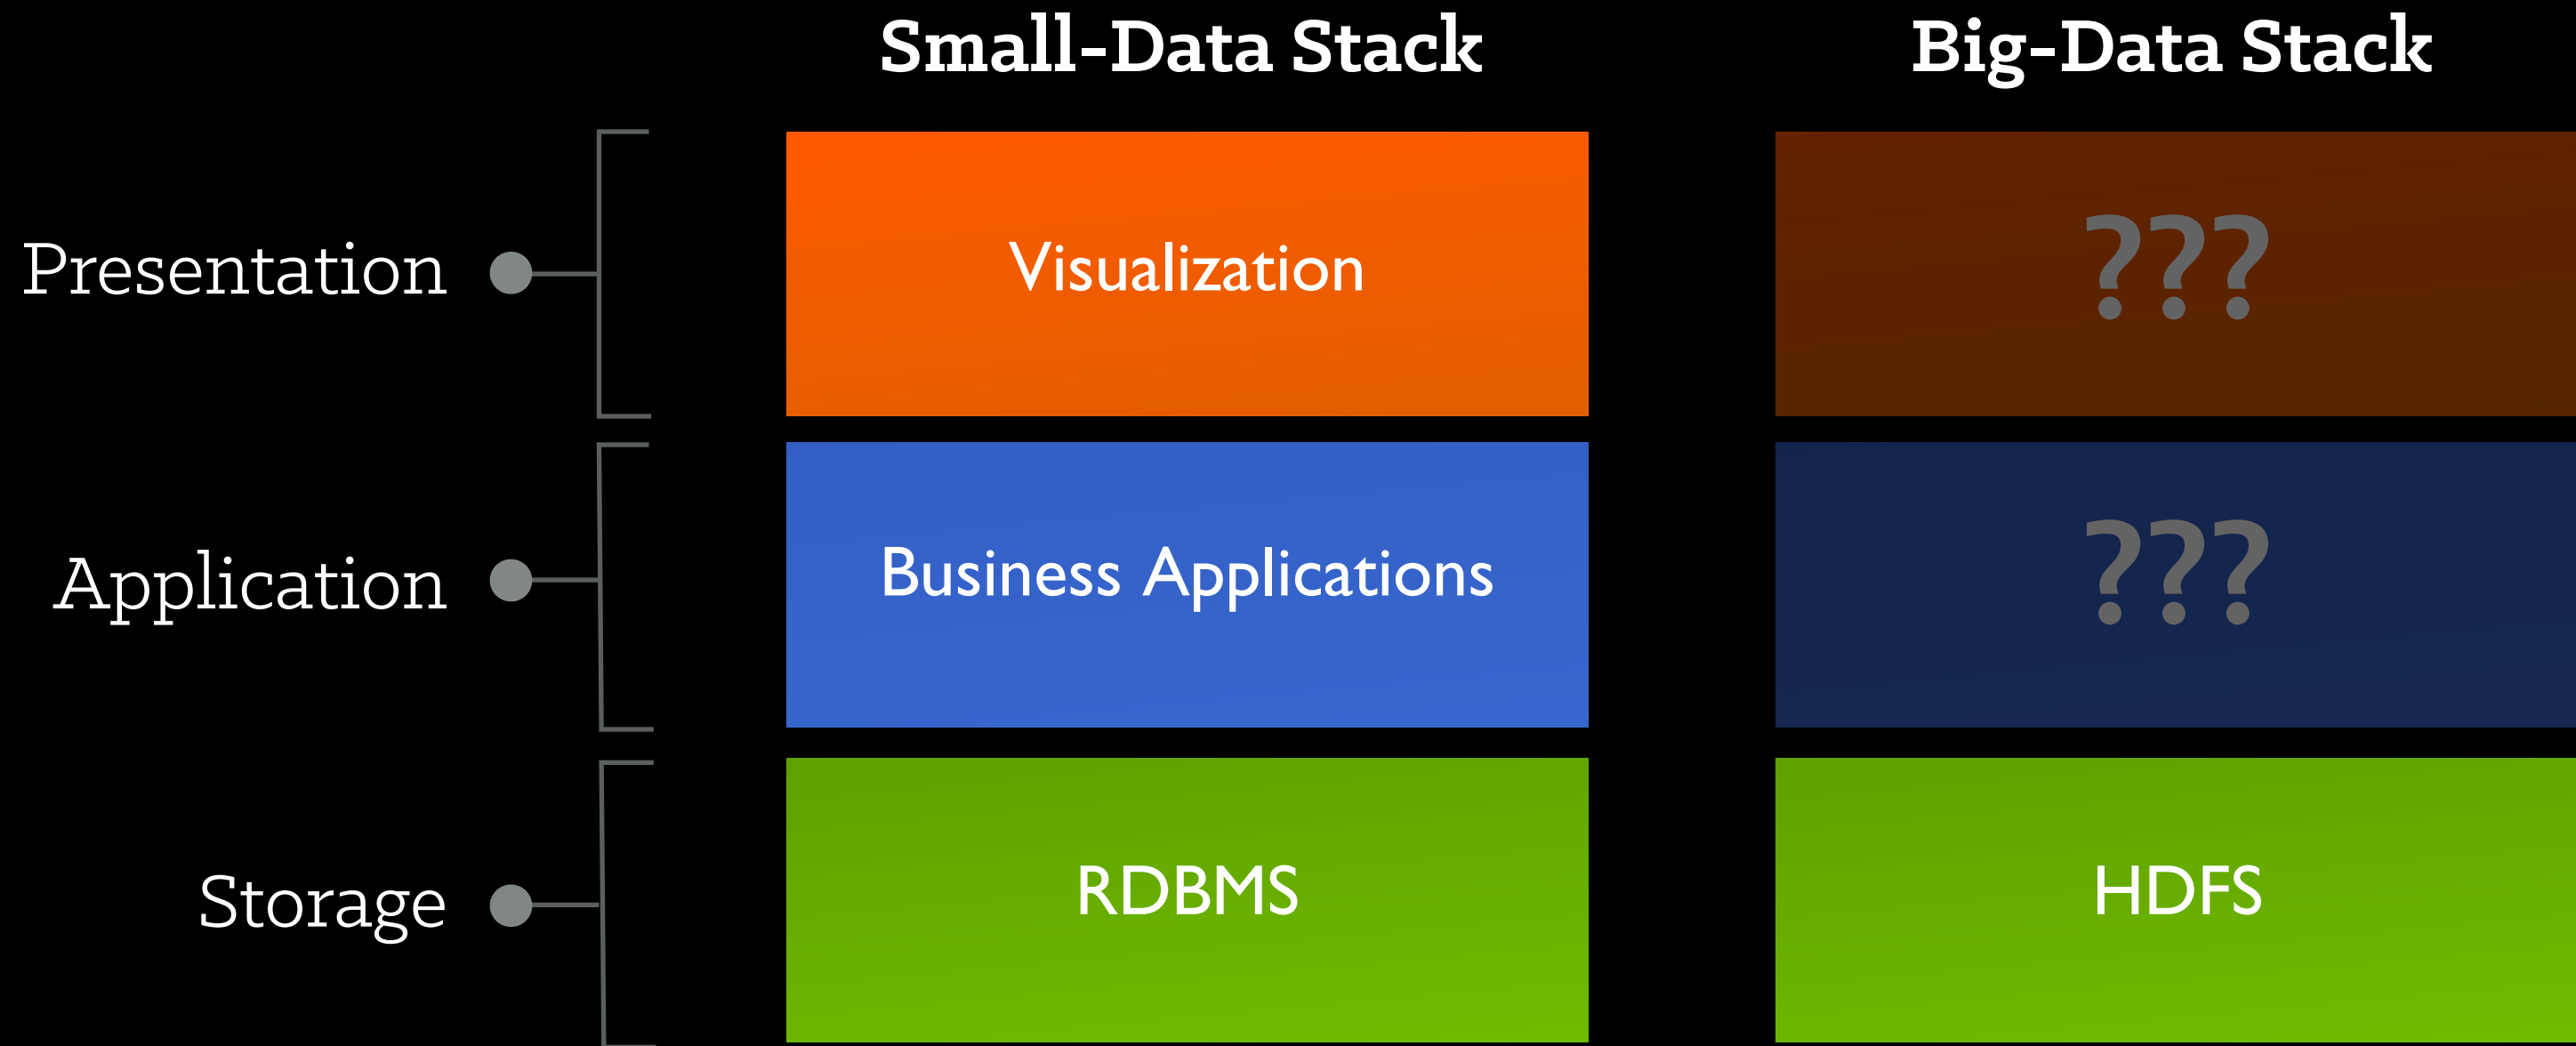 Small-Data Stack
Big-Data Stack
Presentation
Visualization
???
Application
Business Applications
???
Storage
RDBMS
HDFS